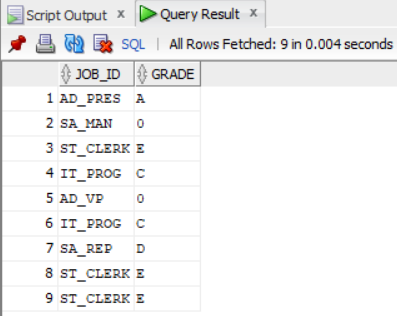 Script Output x Query Result x
SQL | All Rows Fetched: 9 in 0.004 seconds
JOB_ID GRADE
1 AD_PRES A
2 SA_MAN 0
3 ST_CLERK E
4 IT_PROG C
5 AD_VP 0
6 IT_PROG C
7 SA_REP D
8 ST_CLERK E
9 ST_CLERK E